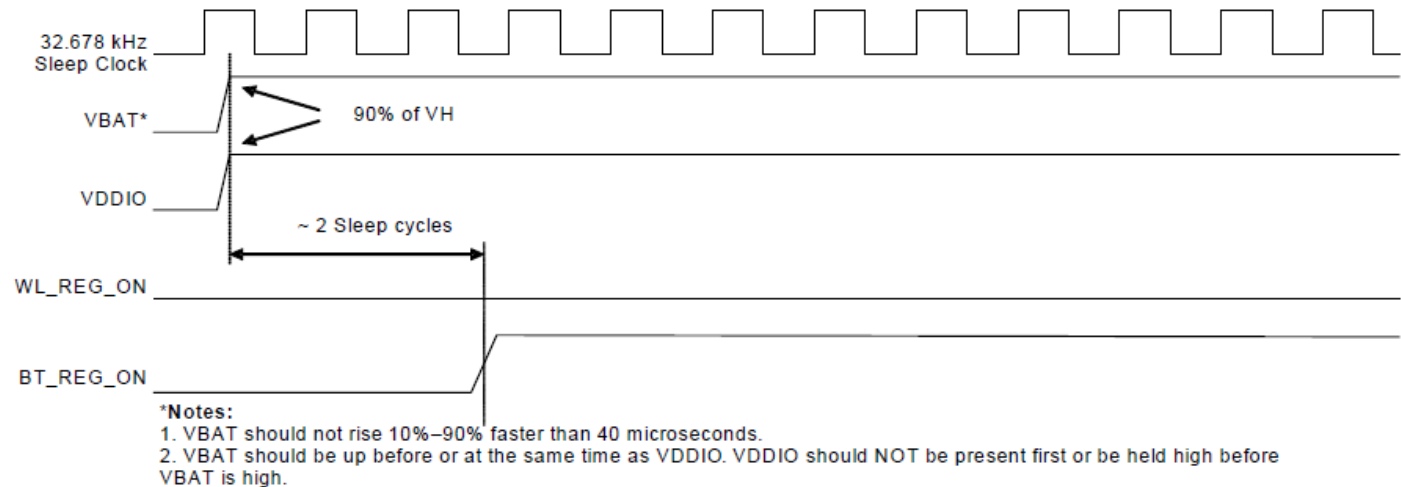 32.678 kHz
Sleep Clock
90% of VH
VBAT*
VDDIO
~ 2 Sleep cycles
WL_REG_ON
BT_REG_ON
*Notes:
1. VBAT should not rise 10%–90% faster than 40 microseconds.
2. VBAT should be up before or at the same time as VDDIO. VDDIO should NOT be present first or be held high before
VBAT is high.